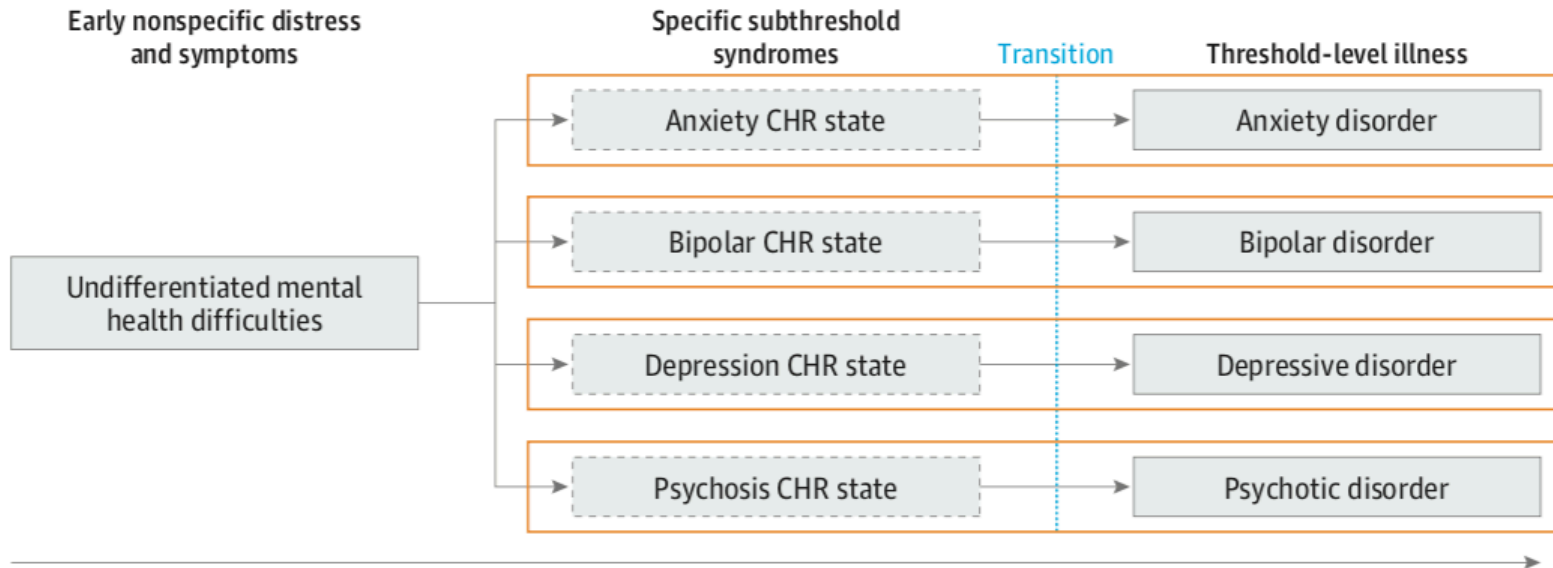 Early nonspecific distress
and symptoms
Specific subthreshold
syndromes
Transition
Threshold-level illness
Undifferentiated mental
health difficulties
Anxiety CHR state
Anxiety disorder
Bipolar CHR state
Bipolar disorder
Depression CHR state
Depressive disorder
Psychosis CHR state
Psychotic disorder